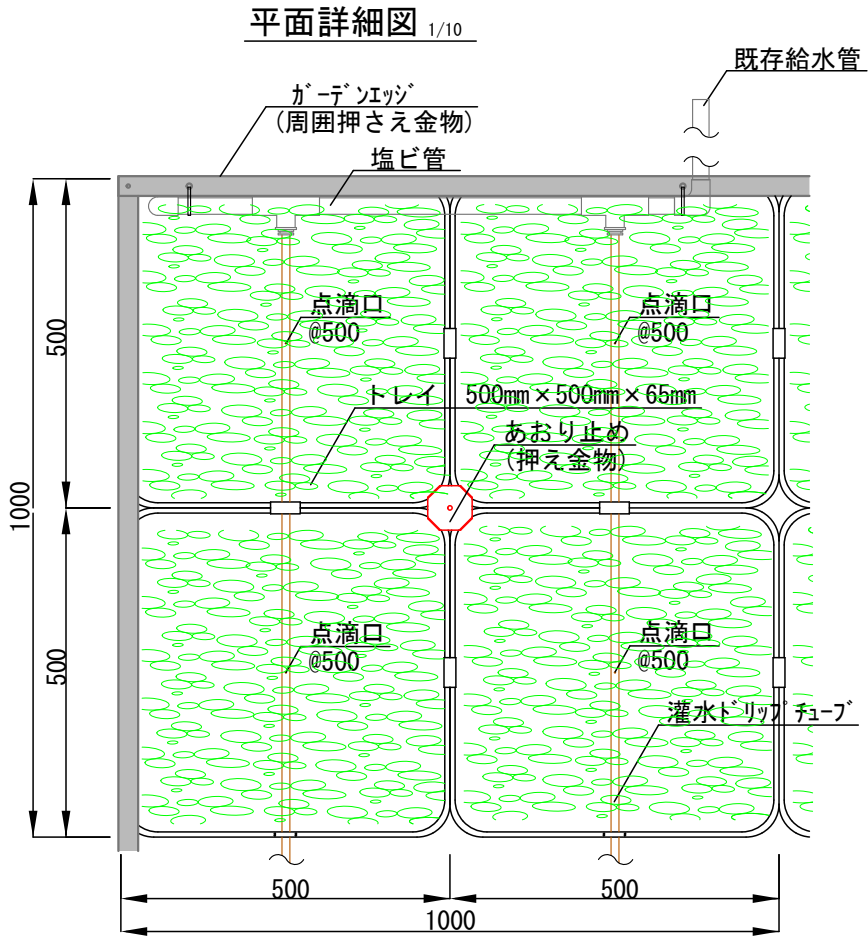 平面詳細図 1/10
既存給水管
ｶﾞｰﾃﾞﾝｴｯｼﾞ
(周囲押さえ金物)
塩ビ管
点滴口
@500
点滴口
@500
トレイ 500mm×500mm×65mm
あおり止め
(押え金物)
点滴口
@500
点滴口
@500
灌水ﾄﾞﾘｯﾌﾟﾁｭｰﾌﾞ
500
1000
500
500
500
1000